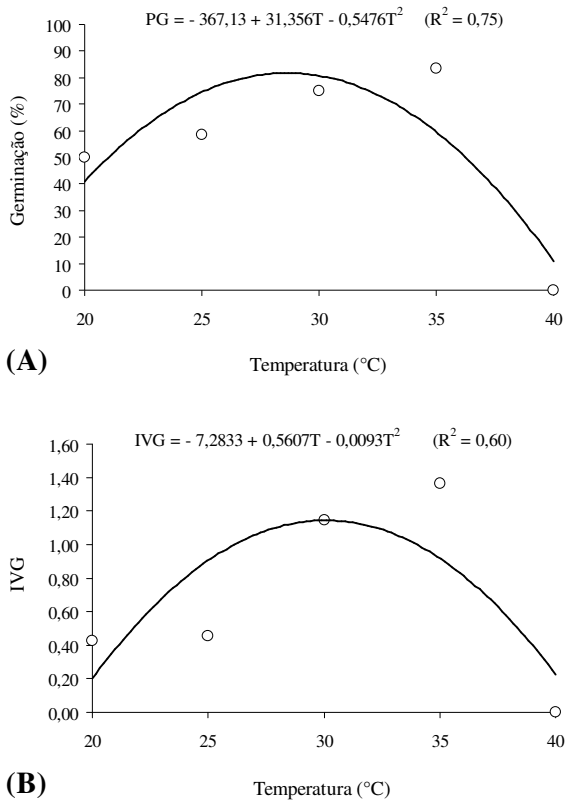 PG = - 367,13 + 31,356T - 0,5476T² (R² = 0,75)
100
90
80
70
60
50
40
30
20
10
0
Germinação (%)
20 25 30 35 40
Temperatura (°C)
(A)
IVG = - 7,2833 + 0,5607T - 0,0093T² (R² = 0,60)
1,60
1,40
1,20
1,00
0,80
0,60
0,40
0,20
0,00
IVG
20 25 30 35 40
Temperatura (°C)
(B)